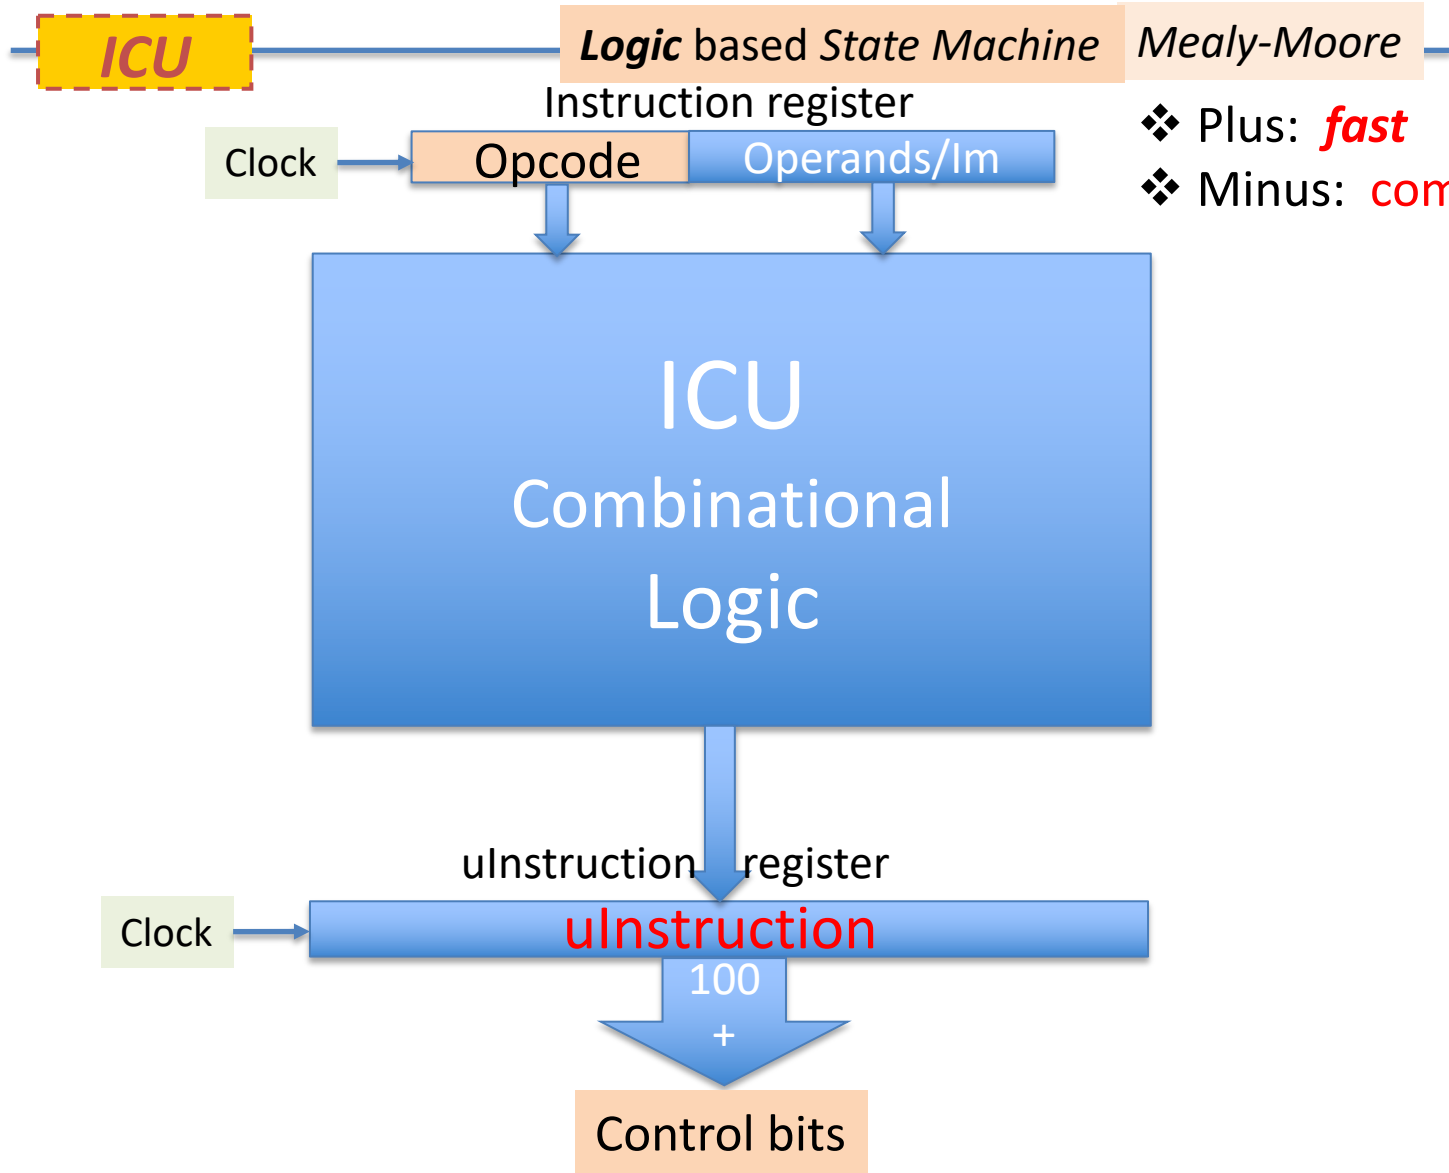 ICU
Logic based State Machine
Mealy-Moore
Instruction register
❖ Plus: fast
❖ Minus:
Clock
Opcode
Operands/Im
ICU
Combinational
Logic
uInstruction register
Clock
uInstruction
100
+
Control bits